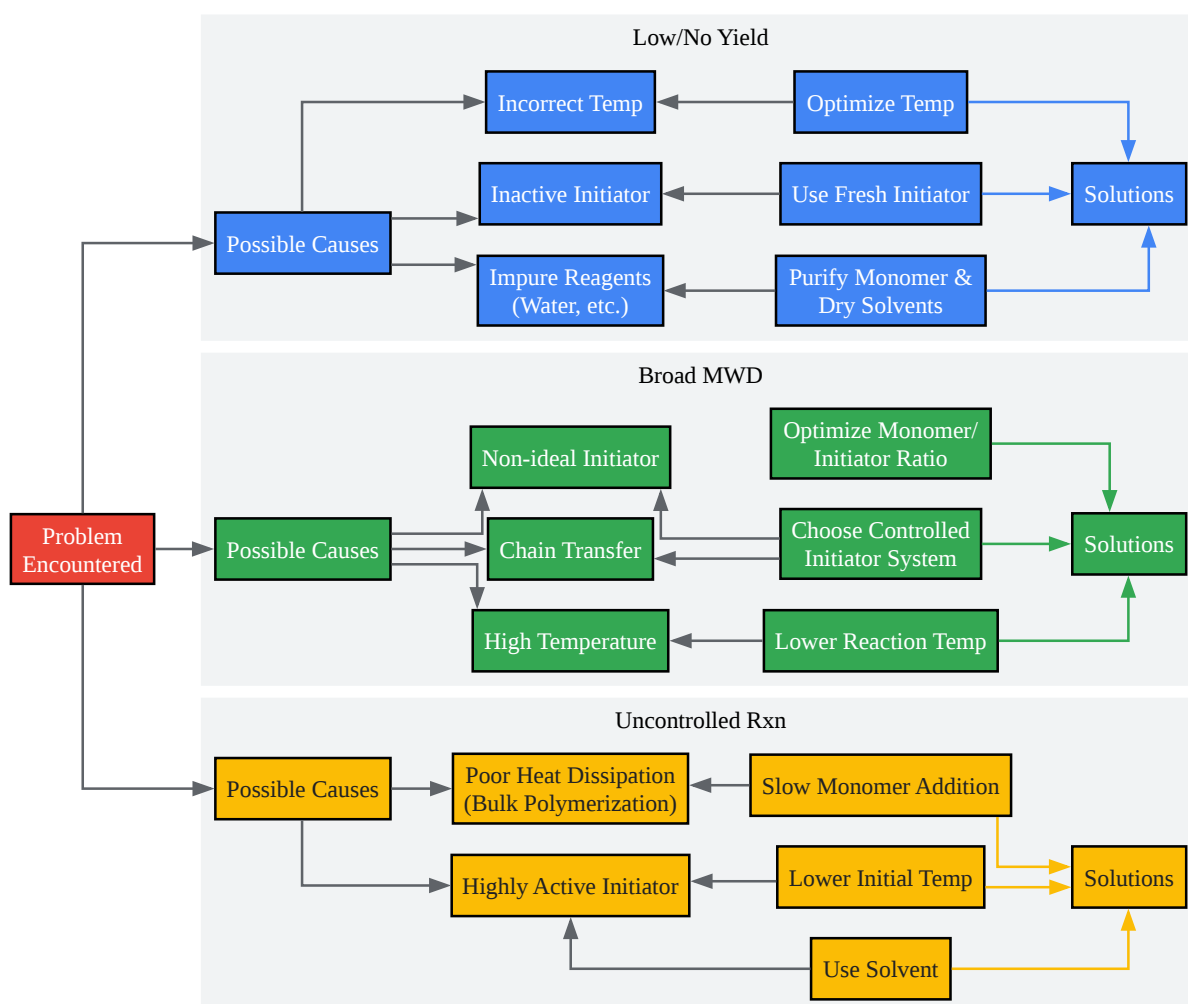 Low/No Yield
Incorrect Temp
Optimize Temp
Inactive Initiator
Use Fresh Initiator
Solutions
Possible Causes
Impure Reagents
(Water, etc.)
Purify Monomer &
Dry Solvents
Broad MWD
Optimize Monomer/
Initiator Ratio
Non-ideal Initiator
Problem
Encountered
Possible Causes
Chain Transfer
Choose Controlled
Initiator System
Solutions
High Temperature
Lower Reaction Temp
Uncontrolled Rxn
Possible Causes
Poor Heat Dissipation
(Bulk Polymerization)
Slow Monomer Addition
Highly Active Initiator
Lower Initial Temp
Solutions
Use Solvent